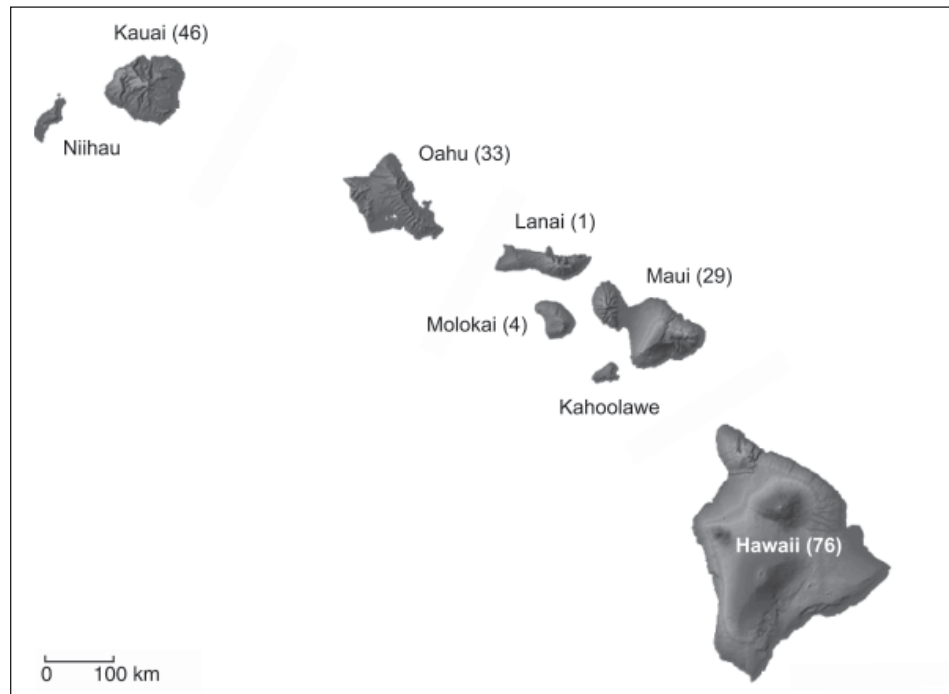 Kauai (46)
Niihau
Oahu (33)
Lanai (1)
Maui (29)
Molokai (4)
Kahoolawe
Hawaii (76)
0 100 km